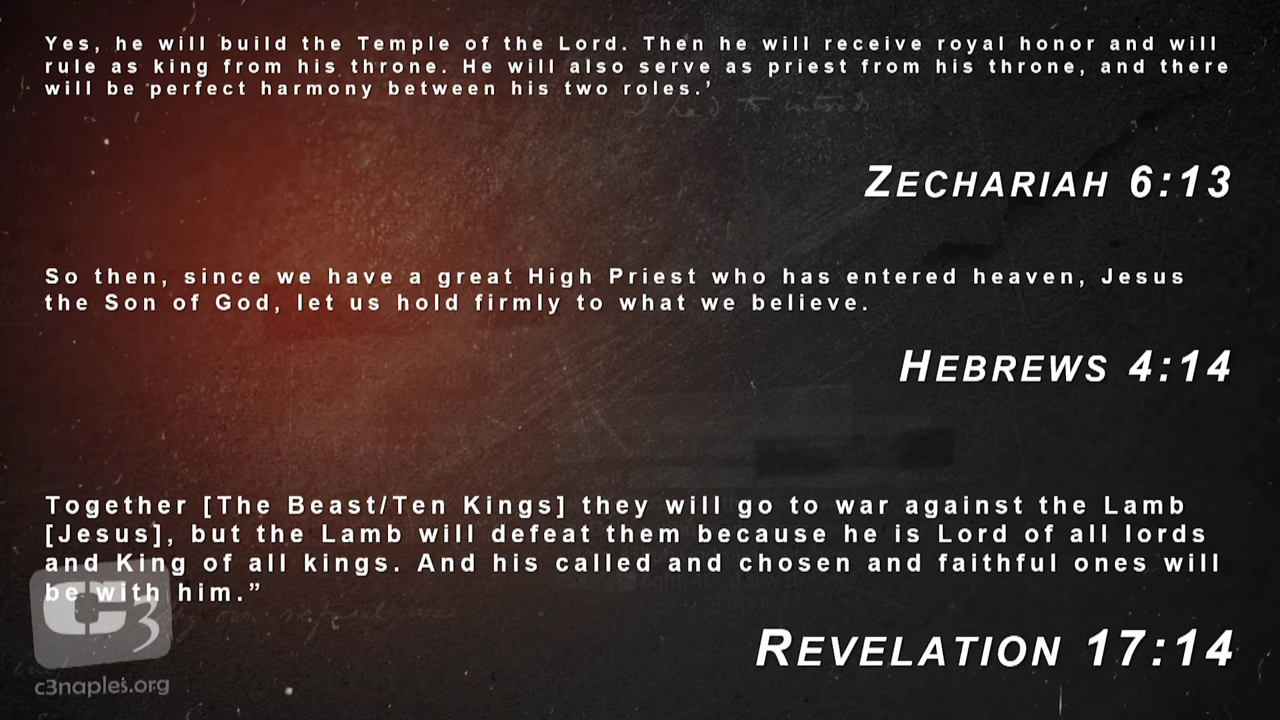 Yes, he will build the Temple of the Lord. Then he will receive royal honor and will
rule as king from his throne. He will also serve as priest from his throne, and there
will be perfect harmony between his two roles.’
ZECHARIAH 6:13
So then, since we have a great High Priest who has entered heaven, Jesus
the Son of God, let us hold firmly to what we believe.
HEBREWS 4:14
Together [The Beast/Ten Kings] they will go to war against the Lamb
[Jesus], but the Lamb will defeat them because he is Lord of all lords
and King of all kings. And his called and chosen and faithful ones will
be with him.”
REVELATION 17:14
C3
c3naples.org